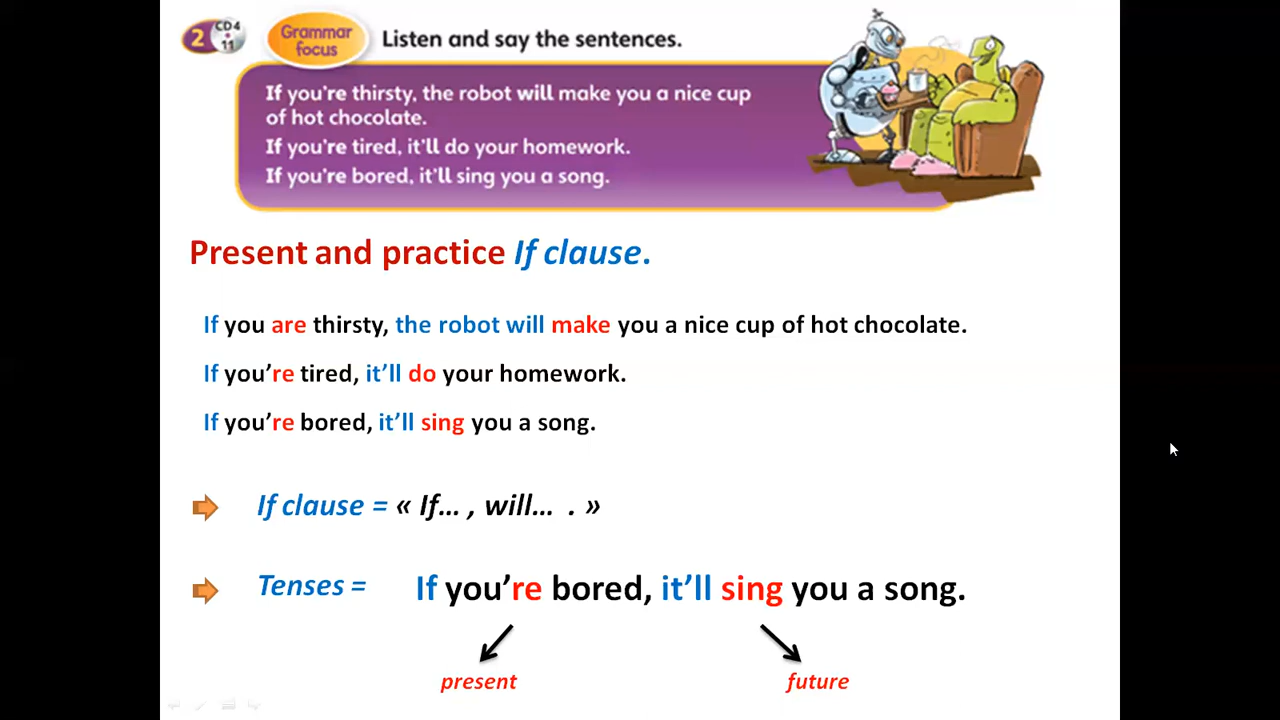 2 CD4 11
Grammar focus
Listen and say the sentences.
If you're thirsty, the robot will make you a nice cup
of hot chocolate.
If you're tired, it'll do your homework.
If you're bored, it'll sing you a song.
Present and practice If clause.
If you are thirsty, the robot will make you a nice cup of hot chocolate.
If you're tired, it'll do your homework.
If you're bored, it'll sing you a song.
If clause = « If... , will... . »
Tenses = If you're bored, it'll sing you a song.
present future